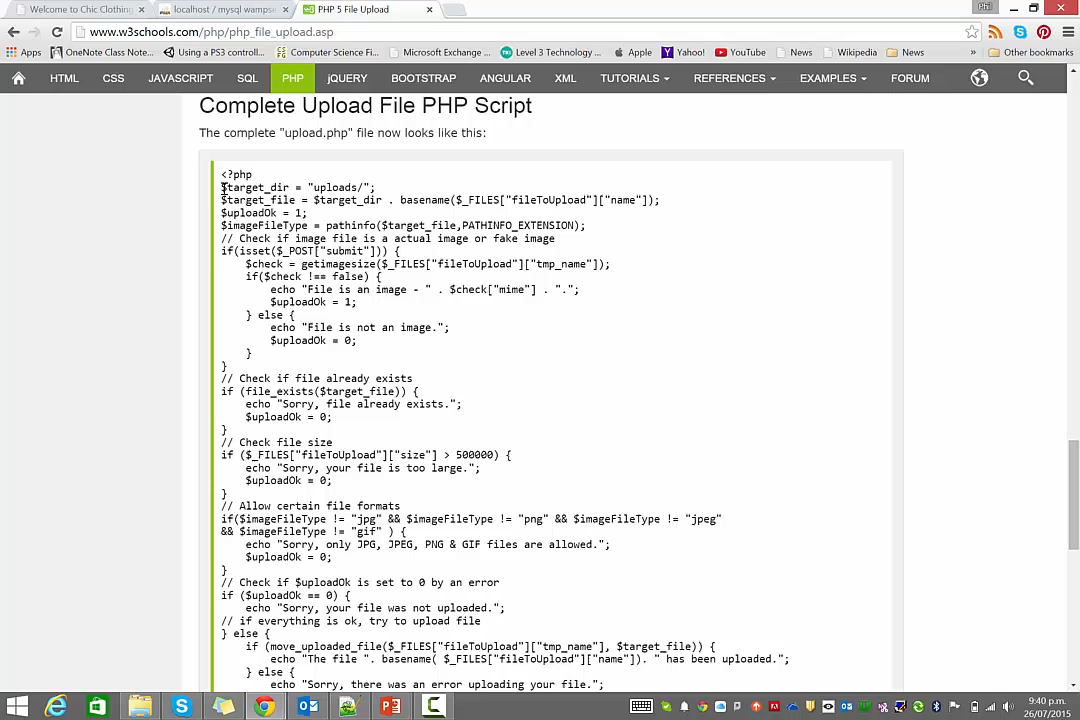 Welcome to Chic Clothing
localhost / mysql wampse
PHP 5 File Upload
Phil
www.w3schools.com/php/php_file_upload.asp
Apps
OneNote Class Note...
Using a PS3 controll...
Computer Science Fi...
Microsoft Exchange ...
Level 3 Technology ...
Apple
Yahoo!
YouTube
News
Wikipedia
News
»
Other bookmarks
HTML
CSS
JAVASCRIPT
SQL
PHP
jQUERY
BOOTSTRAP
ANGULAR
XML
TUTORIALS
REFERENCES
EXAMPLES
FORUM
Complete Upload File PHP Script
The complete "upload.php" file now looks like this:
<?php
$target_dir = "uploads/";
$target_file = $target_dir . basename($_FILES["fileToUpload"]["name"]);
$uploadOk = 1;
$imageFileType = pathinfo($target_file,PATHINFO_EXTENSION);
// Check if image file is a actual image or fake image
if(isset($_POST["submit"])) {
    $check = getimagesize($_FILES["fileToUpload"]["tmp_name"]);
    if($check !== false) {
        echo "File is an image - " . $check["mime"] . ".";
        $uploadOk = 1;
    } else {
        echo "File is not an image.";
        $uploadOk = 0;
    }
}
// Check if file already exists
if (file_exists($target_file)) {
    echo "Sorry, file already exists.";
    $uploadOk = 0;
}
// Check file size
if ($_FILES["fileToUpload"]["size"] > 500000) {
    echo "Sorry, your file is too large.";
    $uploadOk = 0;
}
// Allow certain file formats
if($imageFileType != "jpg" && $imageFileType != "png" && $imageFileType != "jpeg"
&& $imageFileType != "gif" ) {
    echo "Sorry, only JPG, JPEG, PNG & GIF files are allowed.";
    $uploadOk = 0;
}
// Check if $uploadOk is set to 0 by an error
if ($uploadOk == 0) {
    echo "Sorry, your file was not uploaded.";
// if everything is ok, try to upload file
} else {
    if (move_uploaded_file($_FILES["fileToUpload"]["tmp_name"], $target_file)) {
        echo "The file ". basename( $_FILES["fileToUpload"]["name"]). " has been uploaded.";
    } else {
        echo "Sorry, there was an error uploading your file.";
9:40 p.m.
26/07/2015